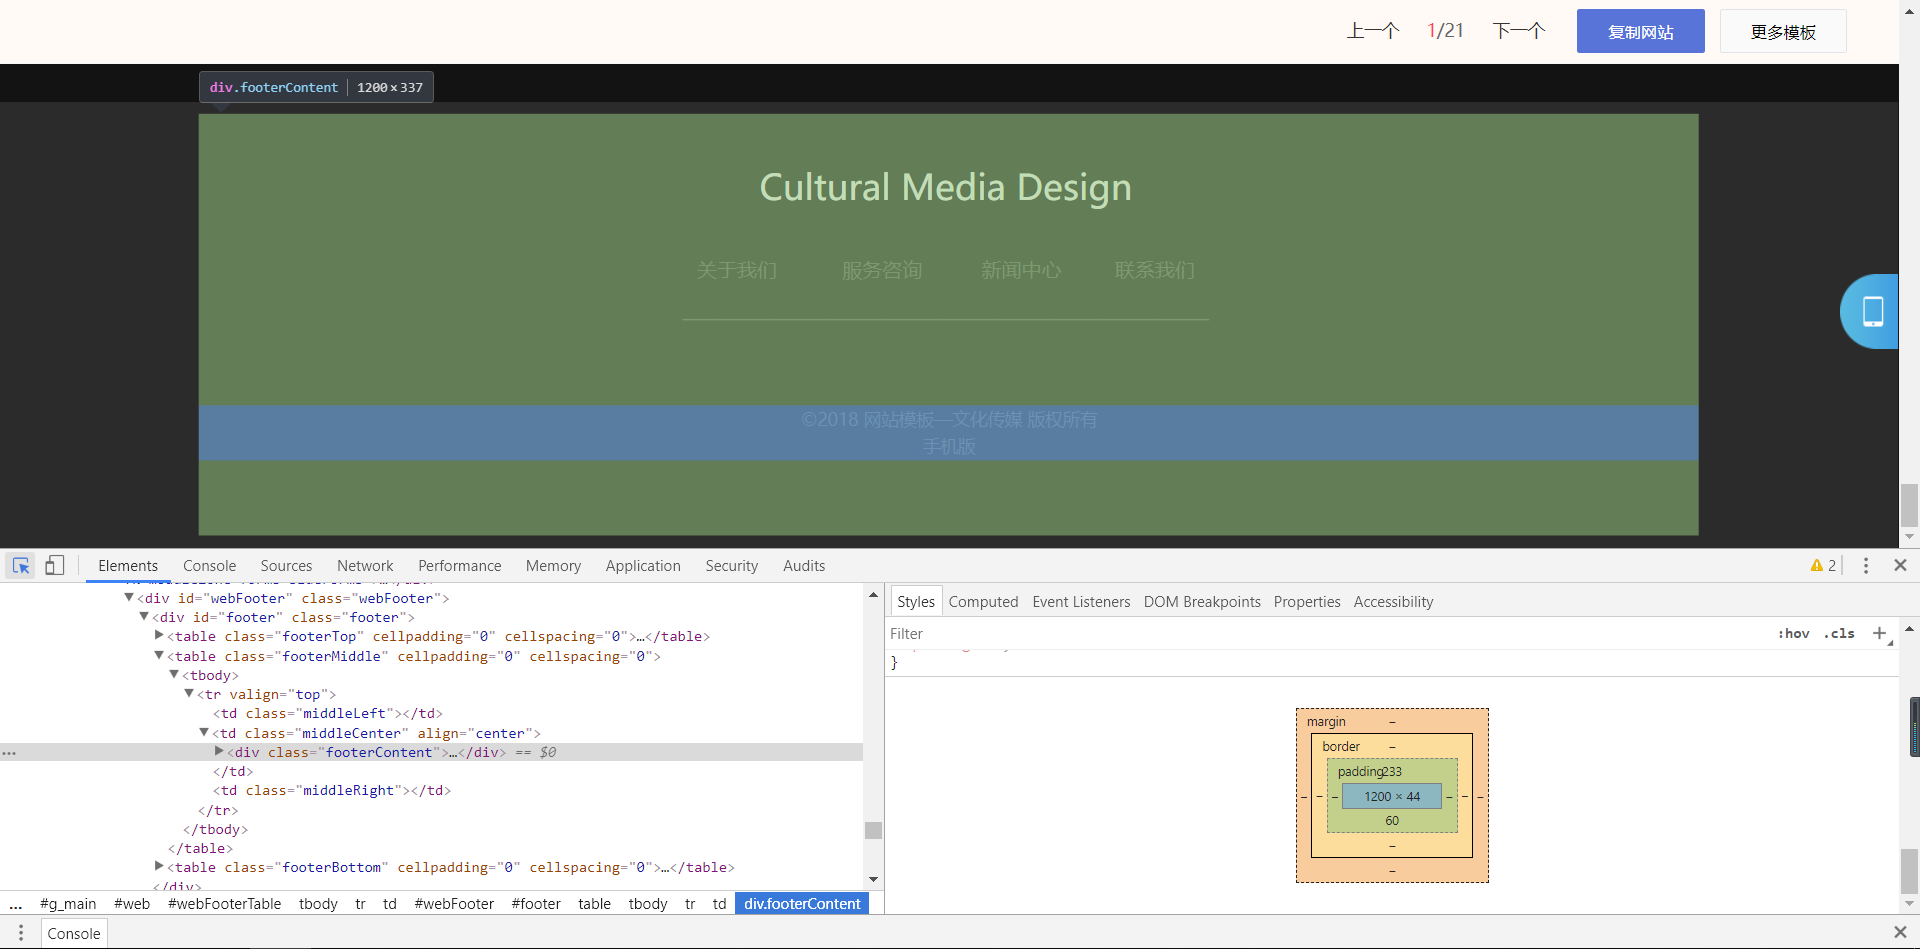 上一个 1/21 下一个 复制网站 更多模板
div.footerContent 1200×337
Cultural Media Design
关于我们 服务咨询 新闻中心 联系我们
©2018 网站模板—文化传媒 版权所有
手机版
Elements Console Sources Network Performance Memory Application Security Audits 2
<div id="webFooter" class="webFooter">
<div id="footer" class="footer">
<table class="footerTop" cellpadding="0" cellspacing="0">…</table>
<table class="footerMiddle" cellpadding="0" cellspacing="0">
<tbody>
<tr valign="top">
<td class="middleLeft"></td>
<td class="middleCenter" align="center">
<div class="footerContent">…</div> == $0
</td>
<td class="middleRight"></td>
</tr>
</tbody>
</table>
<table class="footerBottom" cellpadding="0" cellspacing="0">…</table>
</div>
... #g_main #web #webFooterTable tbody tr td #webFooter #footer table tbody tr td div.footerContent
Styles Computed Event Listeners DOM Breakpoints Properties Accessibility
Filter :hov .cls +
}
margin –
border –
padding233
– – – 1200 × 44 – – –
60
–
–
Console